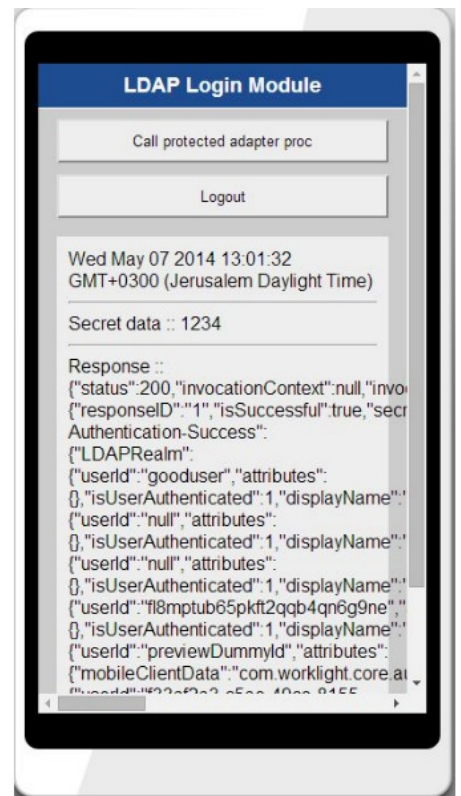 LDAP Login Module
Call protected adapter proc
Logout
Wed May 07 2014 13:01:32
GMT+0300 (Jerusalem Daylight Time)
Secret data :: 1234
Response ::
{"status":200,"invocationContext":null,"invo
{"responseID":"1","isSuccessful":true,"secr
Authentication-Success":
{"LDAPRealm":
{"userId":"gooduser","attributes":
{},"isUserAuthenticated":1,"displayName":"
{"userId":"null","attributes":
{},"isUserAuthenticated":1,"displayName":"
{"userId":"null","attributes":
{},"isUserAuthenticated":1,"displayName":"
{"userId":"fl8mptub65pkft2qqb4qn6g9ne","
{},"isUserAuthenticated":1,"displayName":"
{"userId":"previewDummyId","attributes":
{"mobileClientData":"com.worklight.core.au